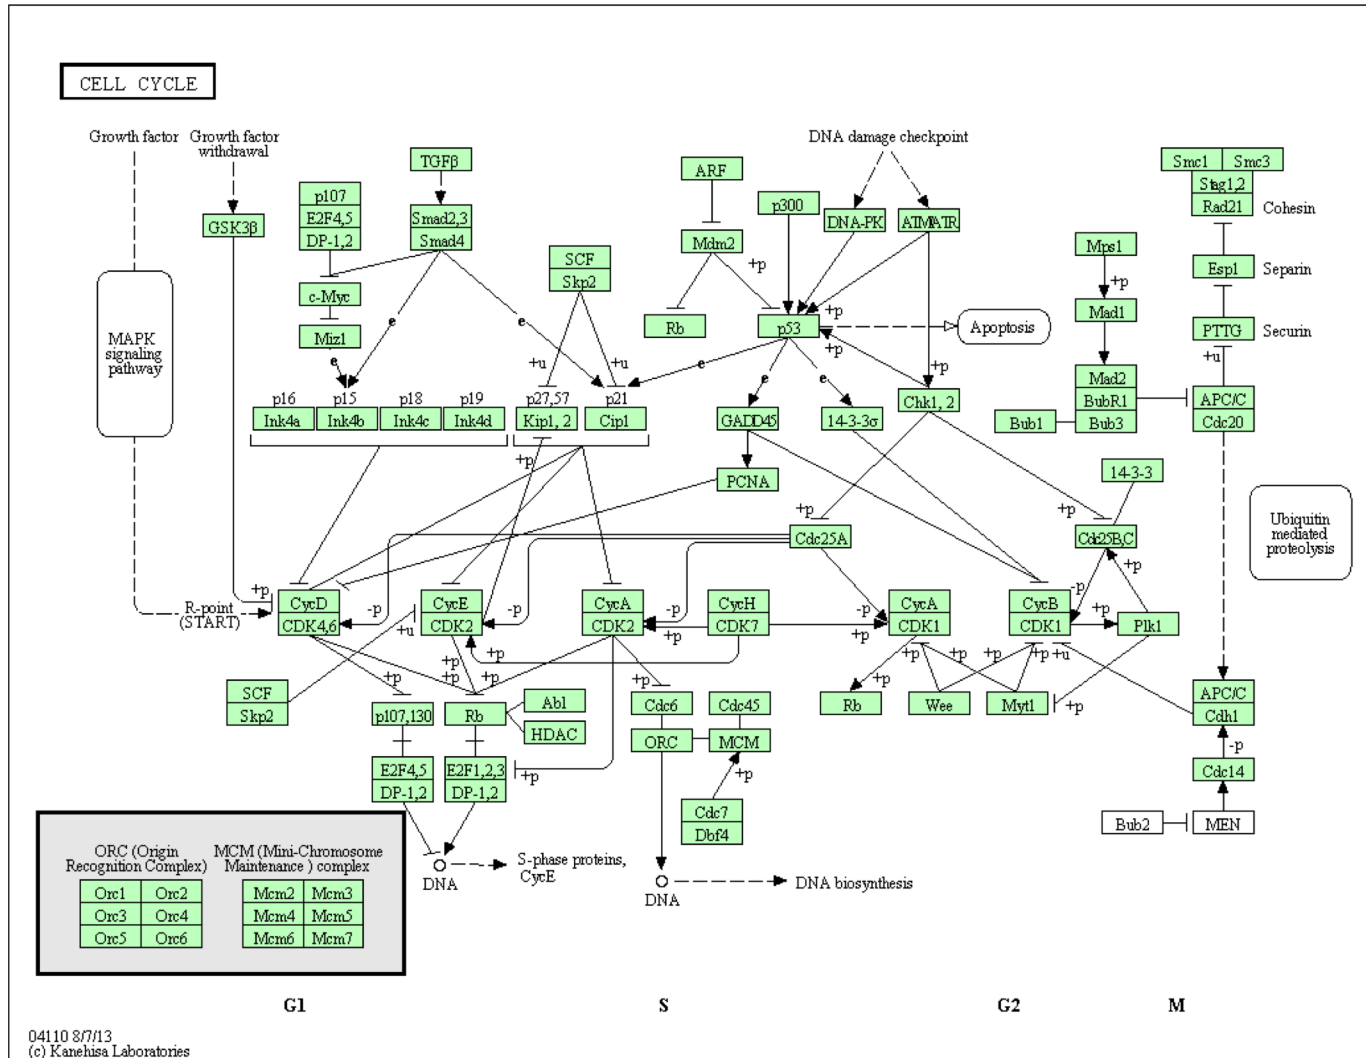 CELL CYCLE
Growth factor
Growth factor
withdrawal
DNA damage checkpoint
TGFβ
ARF
Smc1
Smc3
Stag1,2
Rad21
Cohesin
p107
E2F4,5
DP-1,2
GSK3β
Smad2,3
Smad4
p300
DNA-PK
ATM/ATR
Mdm2
+p
Mps1
SCF
Skp2
Esp1
Separin
+p
c-Myc
Mad1
MAPK
signaling
pathway
Miz1
e
e
e
Rb
p53
+p
+p
Apoptosis
PTTG
Securin
+u
+u
+u
e
e
e
+p
Mad2
BubR1
Bub3
Bub1
APC/C
Cdc20
p16
p15
p18
p19
p27,57
p21
Ink4a
Ink4b
Ink4c
Ink4d
Kip1, 2
Cip1
GADD45
14-3-3σ
Chk1, 2
+p
PCNA
14-3-3
+p
+p
Cdc25A
Cdc25B,C
Ubiquitin
mediated
proteolysis
+p
R-point
(START)
CycD
CDK4,6
-p
CycE
CDK2
-p
CycA
CDK2
-p
CycH
CDK7
-p
CycA
CDK1
CycB
CDK1
-p
+p
+p
Plk1
+u
+p
+p
+p
+p
+p
+p
+p
+p
+p
+p
+p
+u
SCF
Skp2
p107,130
Rb
Abl
HDAC
Cdc6
Cdc45
Rb
Wee
Myt1
+p
APC/C
Cdh1
ORC
MCM
-p
E2F4,5
DP-1,2
E2F1,2,3
DP-1,2
+p
+p
Cdc14
Cdc7
Dbf4
Bub2
MEN
DNA
S-phase proteins,
CycE
DNA
DNA biosynthesis
ORC (Origin
Recognition Complex)
MCM (Mini-Chromosome
Maintenance ) complex
Orc1
Orc2
Mcm2
Mcm3
Orc3
Orc4
Mcm4
Mcm5
Orc5
Orc6
Mcm6
Mcm7
G1
S
G2
M
04110 8/7/13
(c) Kanehisa Laboratories